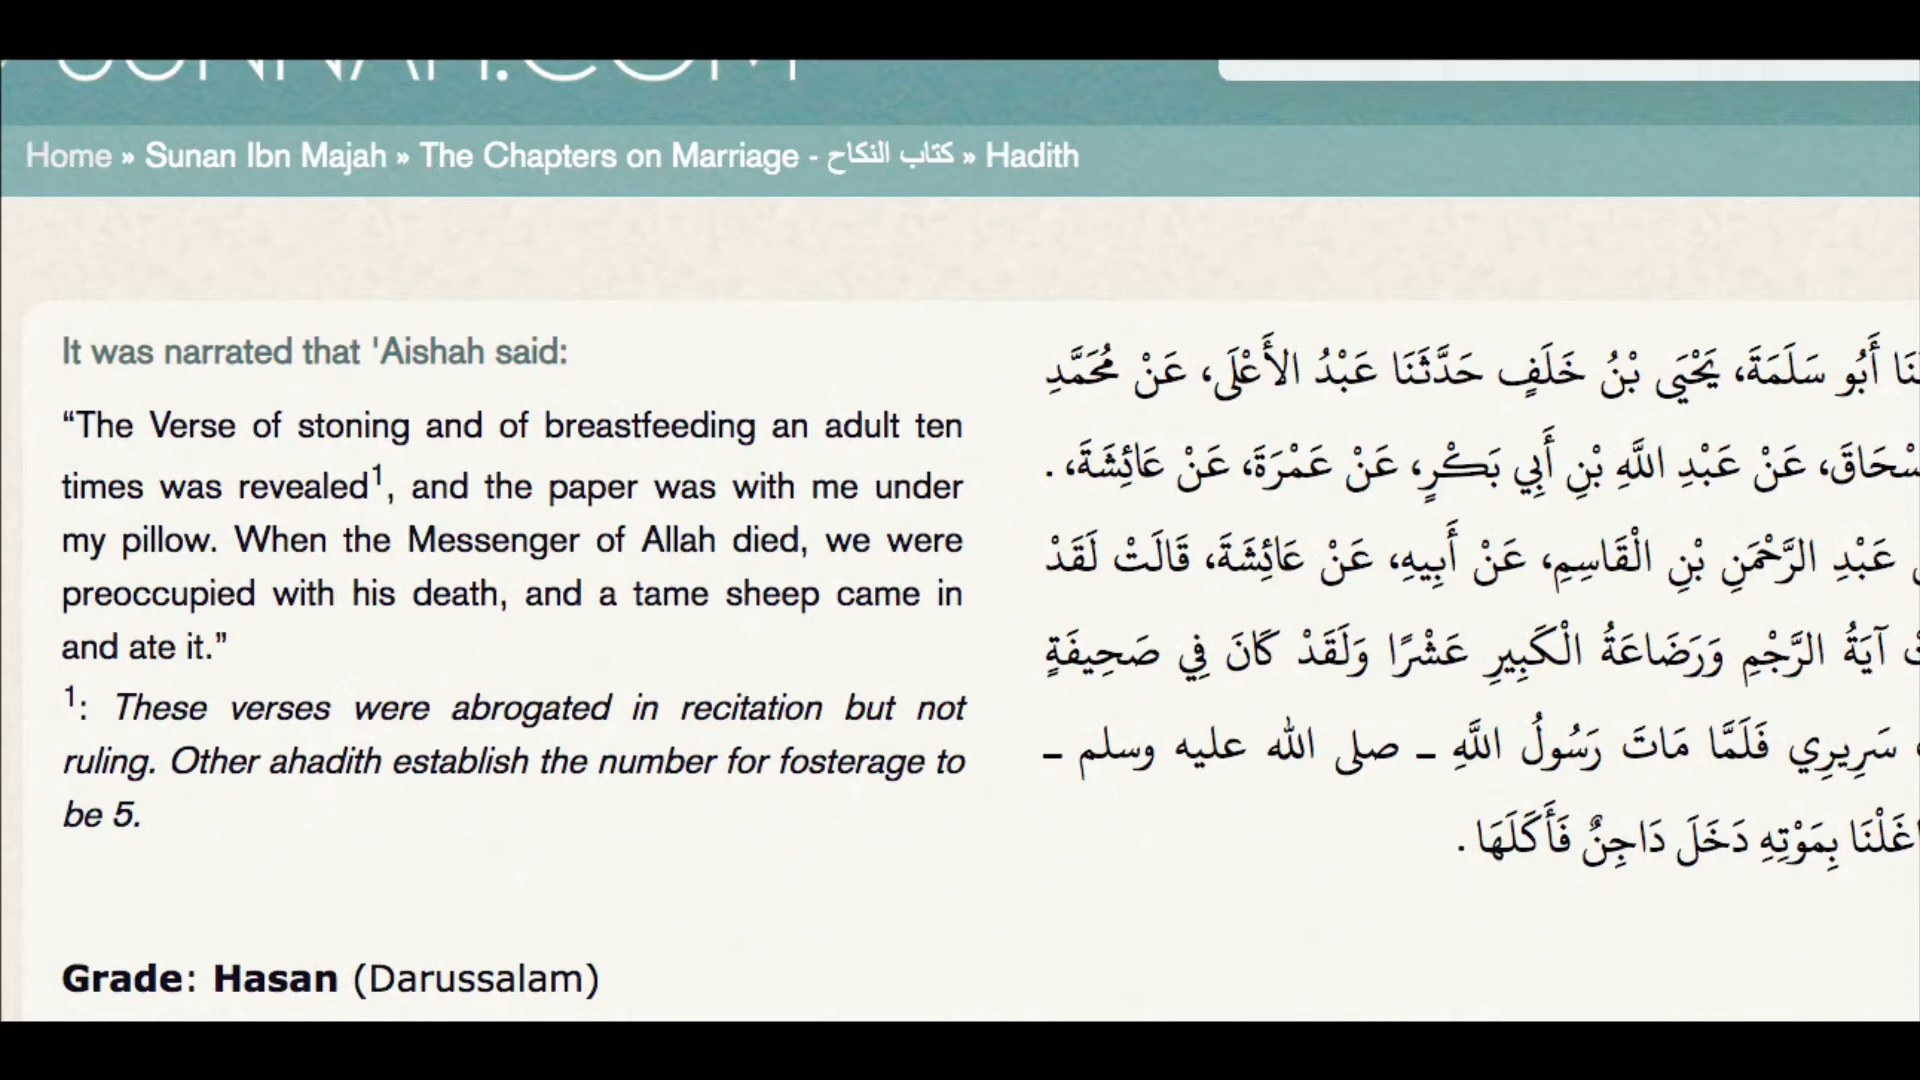 SUNNAH.COM
Home » Sunan Ibn Majah » The Chapters on Marriage - كتاب النكاح » Hadith
It was narrated that 'Aishah said:
“The Verse of stoning and of breastfeeding an adult ten
times was revealed¹, and the paper was with me under
my pillow. When the Messenger of Allah died, we were
preoccupied with his death, and a tame sheep came in
and ate it.”
¹: These verses were abrogated in recitation but not
ruling. Other ahadith establish the number for fosterage to
be 5.
Grade: Hasan (Darussalam)
أَبُو سَلَمَةَ، يَحْيَى بْنُ خَلَفٍ حَدَّثَنَا عَبْدُ الأَعْلَى، عَنْ مُحَمَّدِ
عَنْ عَبْدِ اللَّهِ بْنِ أَبِي بَكْرٍ، عَنْ عَمْرَةَ، عَنْ عَائِشَةَ، .
عَبْدِ الرَّحْمَنِ بْنِ الْقَاسِمِ، عَنْ أَبِيهِ، عَنْ عَائِشَةَ، قَالَتْ لَقَدْ
آيَةُ الرَّجْمِ وَرَضَاعَةُ الْكَبِيرِ عَشْرًا وَلَقَدْ كَانَ فِي صَحِيفَةٍ
سَرِيرِي فَلَمَّا مَاتَ رَسُولُ اللَّهِ ـ صلى الله عليه وسلم ـ
بِمَوْتِهِ دَخَلَ دَاجِنٌ فَأَكَلَهَا .